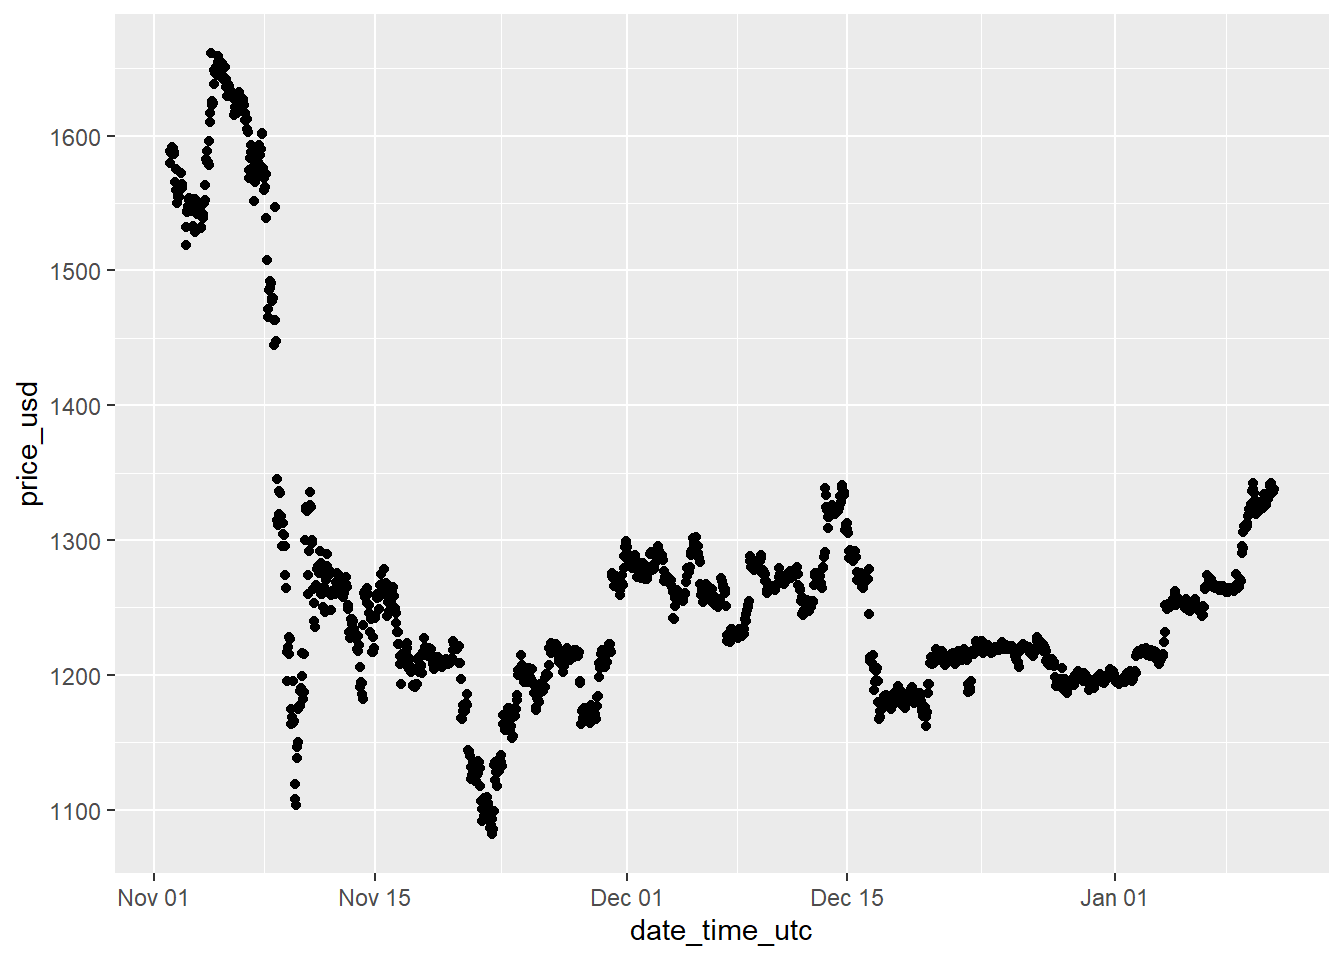 price_usd
1600
1500
1400
1300
1200
1100
Nov 01
Nov 15
Dec 01
Dec 15
Jan 01
date_time_utc